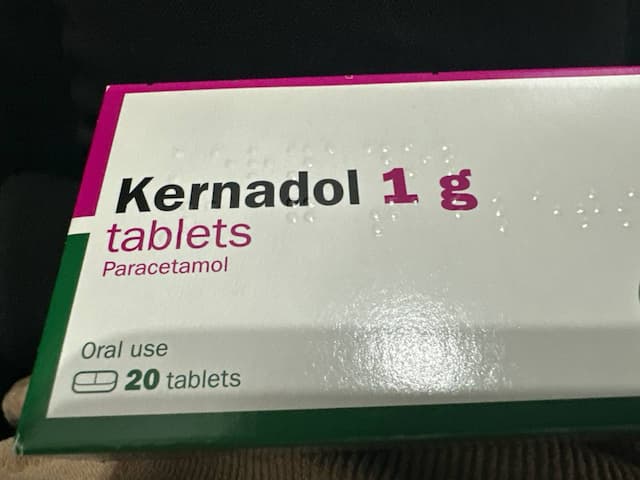 Kernadol 1 g
tablets
Paracetamol
Oral use
20 tablets